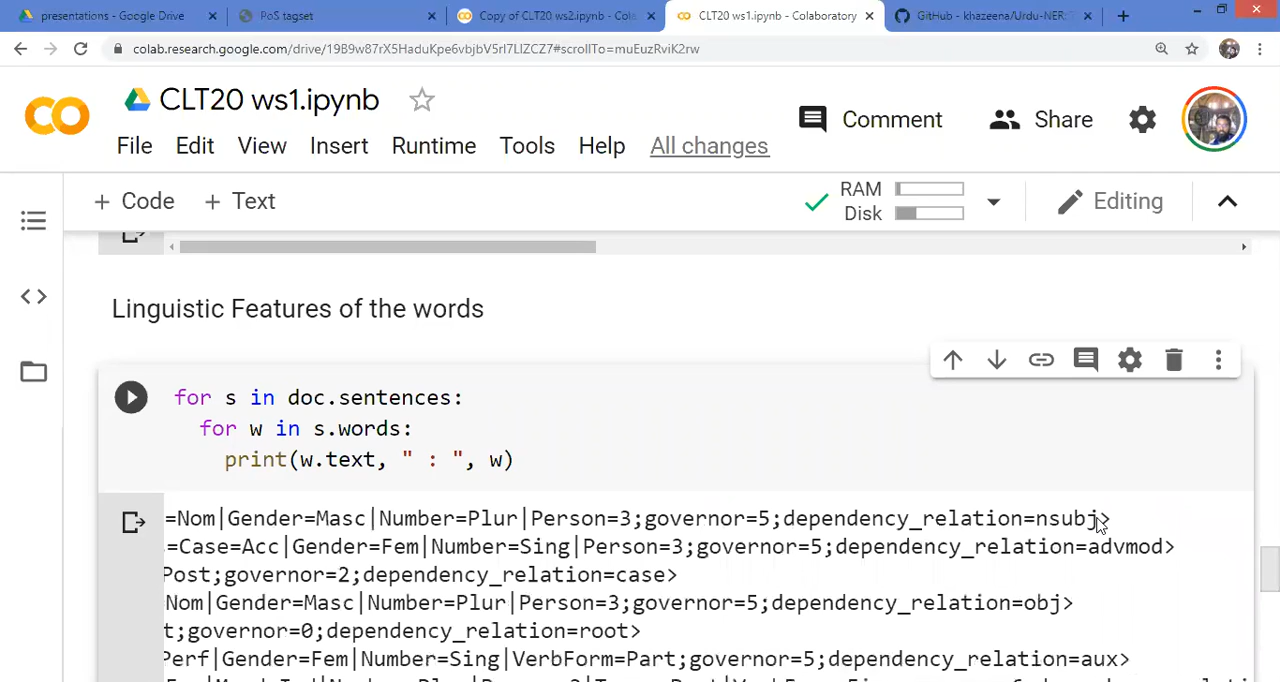 presentations - Google Drive
PoS tagset
Copy of CLT20 ws2.ipynb - Cola
CLT20 ws1.ipynb - Colaboratory
GitHub - khazeena/Urdu-NER: T
colab.research.google.com/drive/19B9w87rX5HaduKpe6vbjbV5rI7LIZCZ7#scrollTo=muEuzRviK2rw
CLT20 ws1.ipynb
Comment
Share
File Edit View Insert Runtime Tools Help All changes
+ Code + Text
RAM
Disk
Editing
Linguistic Features of the words
for s in doc.sentences:
for w in s.words:
print(w.text, " : ", w)
=Nom|Gender=Masc|Number=Plur|Person=3;governor=5;dependency_relation=nsubj>
=Case=Acc|Gender=Fem|Number=Sing|Person=3;governor=5;dependency_relation=advmod>
Post;governor=2;dependency_relation=case>
Nom|Gender=Masc|Number=Plur|Person=3;governor=5;dependency_relation=obj>
t;governor=0;dependency_relation=root>
Perf|Gender=Fem|Number=Sing|VerbForm=Part;governor=5;dependency_relation=aux>